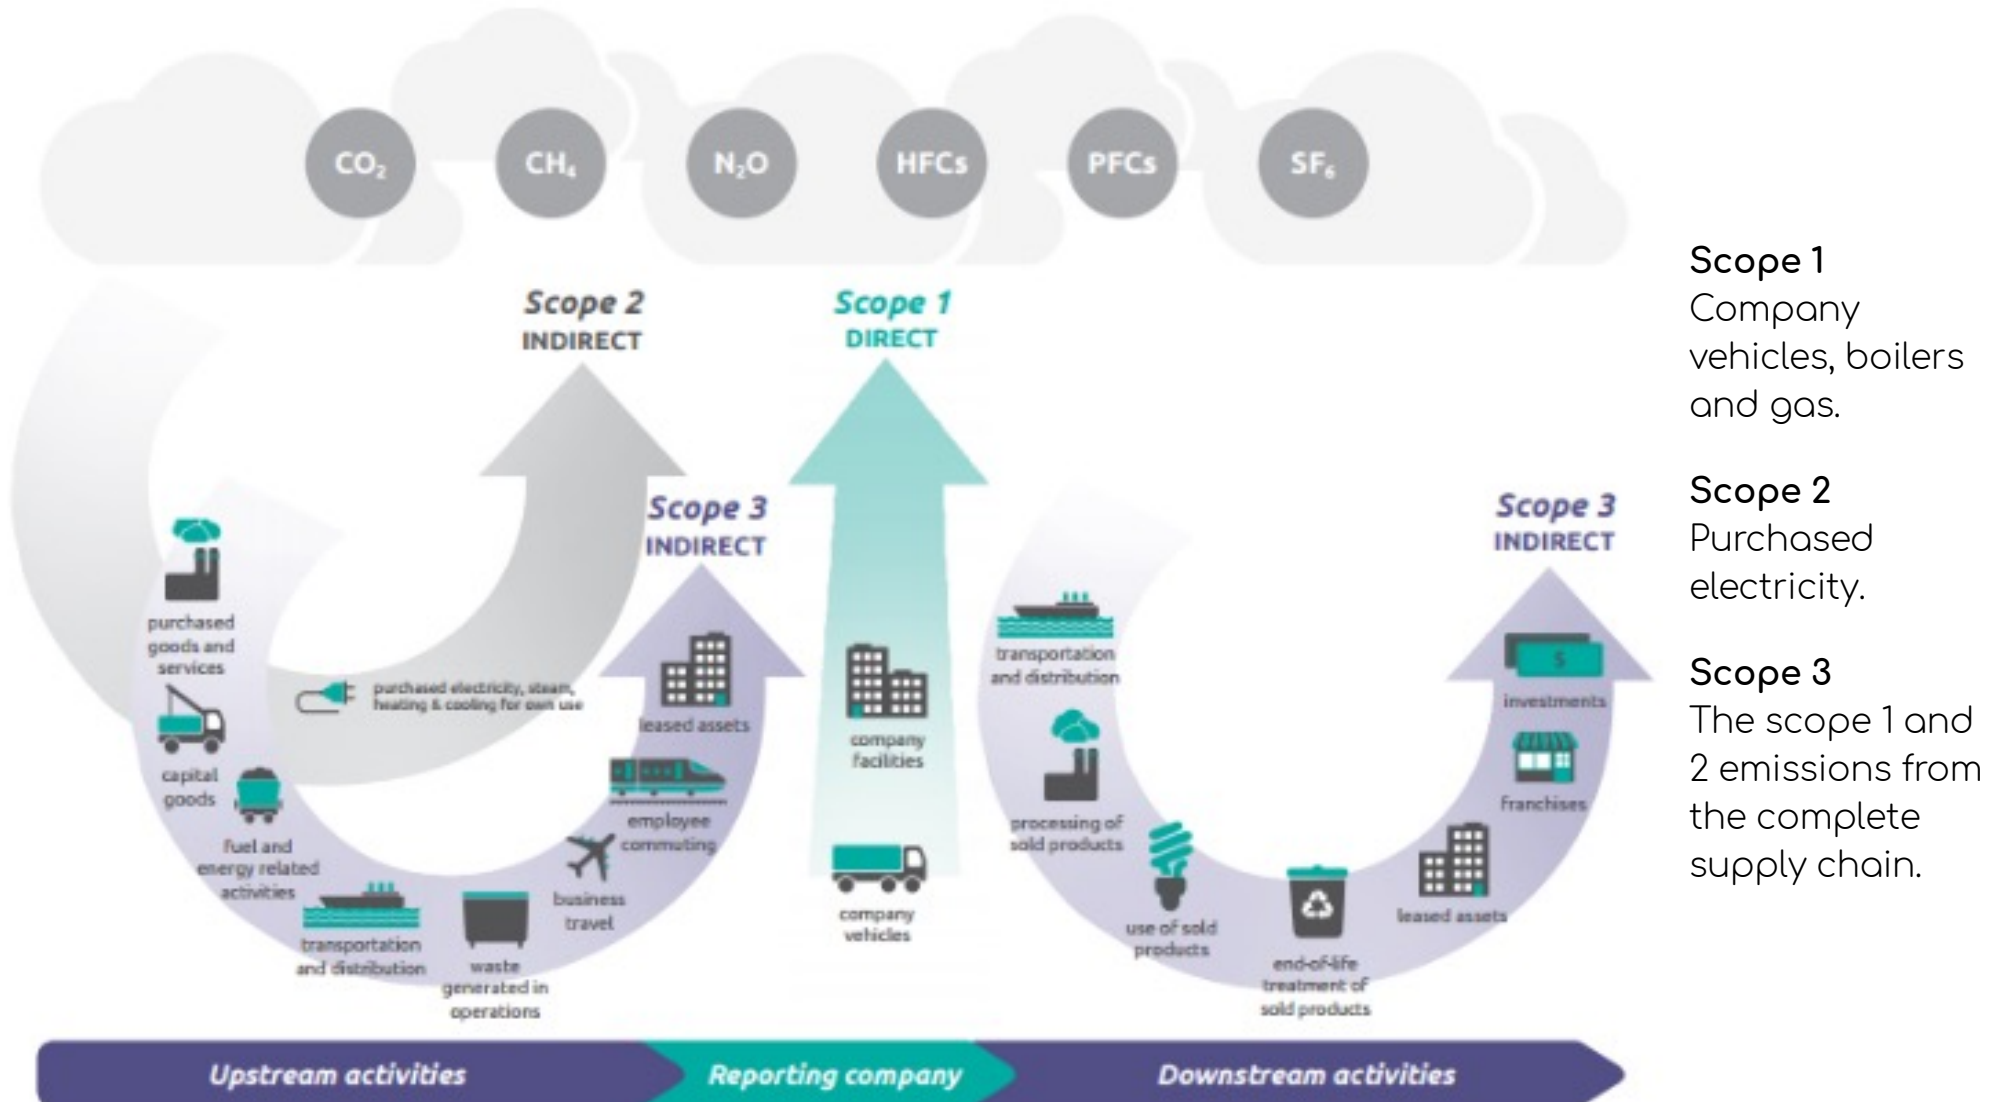 CO₂
CH₄
N₂O
HFCs
PFCs
SF₆
Scope 2
INDIRECT
Scope 1
DIRECT
Scope 3
INDIRECT
Scope 3
INDIRECT
purchased
goods and
services
capital
goods
fuel and
energy related
activities
transportation
and distribution
waste
generated in
operations
business
travel
employee
commuting
leased assets
purchased electricity, steam,
heating & cooling for own use
company
facilities
company
vehicles
transportation
and distribution
processing of
sold products
use of sold
products
end-of-life
treatment of
sold products
leased assets
franchises
investments
$
Upstream activities
Reporting company
Downstream activities
Scope 1
Company
vehicles, boilers
and gas.
Scope 2
Purchased
electricity.
Scope 3
The scope 1 and
2 emissions from
the complete
supply chain.